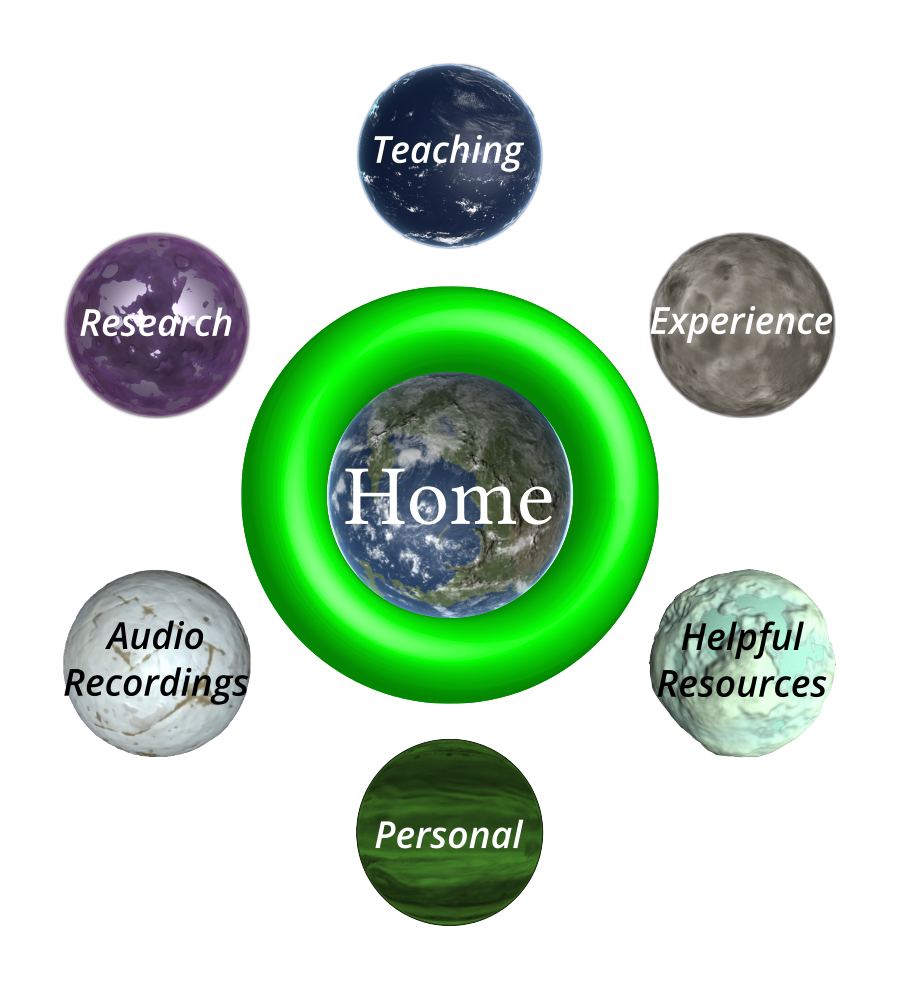 Teaching
Research
Experience
Home
Audio
Recordings
Helpful
Resources
Personal